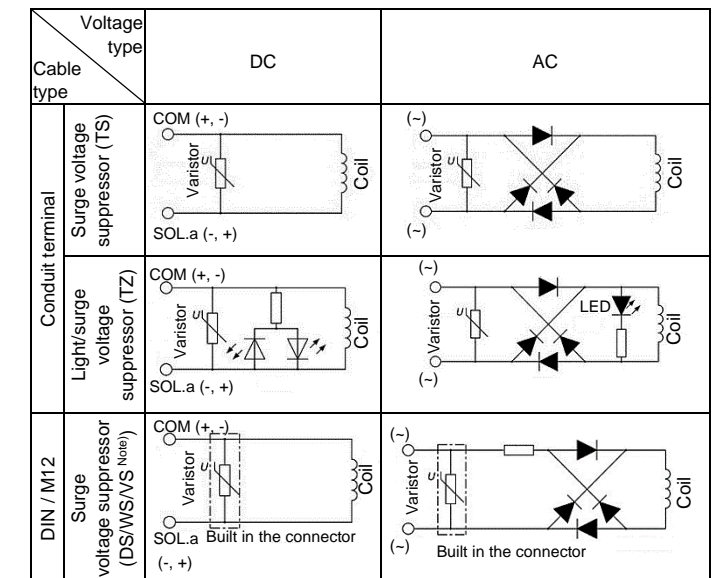 Voltage
type
Cable
type
DC
AC
Conduit terminal
Surge voltage
suppressor (TS)
COM (+, -)
Varistor
U
Coil
SOL.a (-, +)
(~)
Varistor
U
Coil
(~)
Light/surge
voltage
suppressor (TZ)
COM (+, -)
Varistor
U
Coil
SOL.a (-, +)
(~)
Varistor
U
LED
Coil
(~)
DIN / M12
Surge
voltage suppressor
(DS/WS/VS Note))
COM (+, -)
Varistor
U
Coil
SOL.a Built in the connector
(-, +)
(~)
Varistor
U
Coil
(~)
Built in the connector